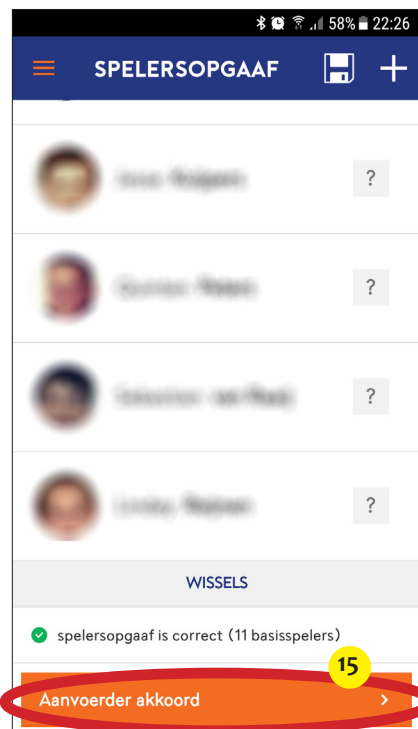 58% 22:26
SPELERSOPGAAF
?
?
?
?
WISSELS
spelersopgaaf is correct (11 basisspelers)
15
Aanvoerder akkoord